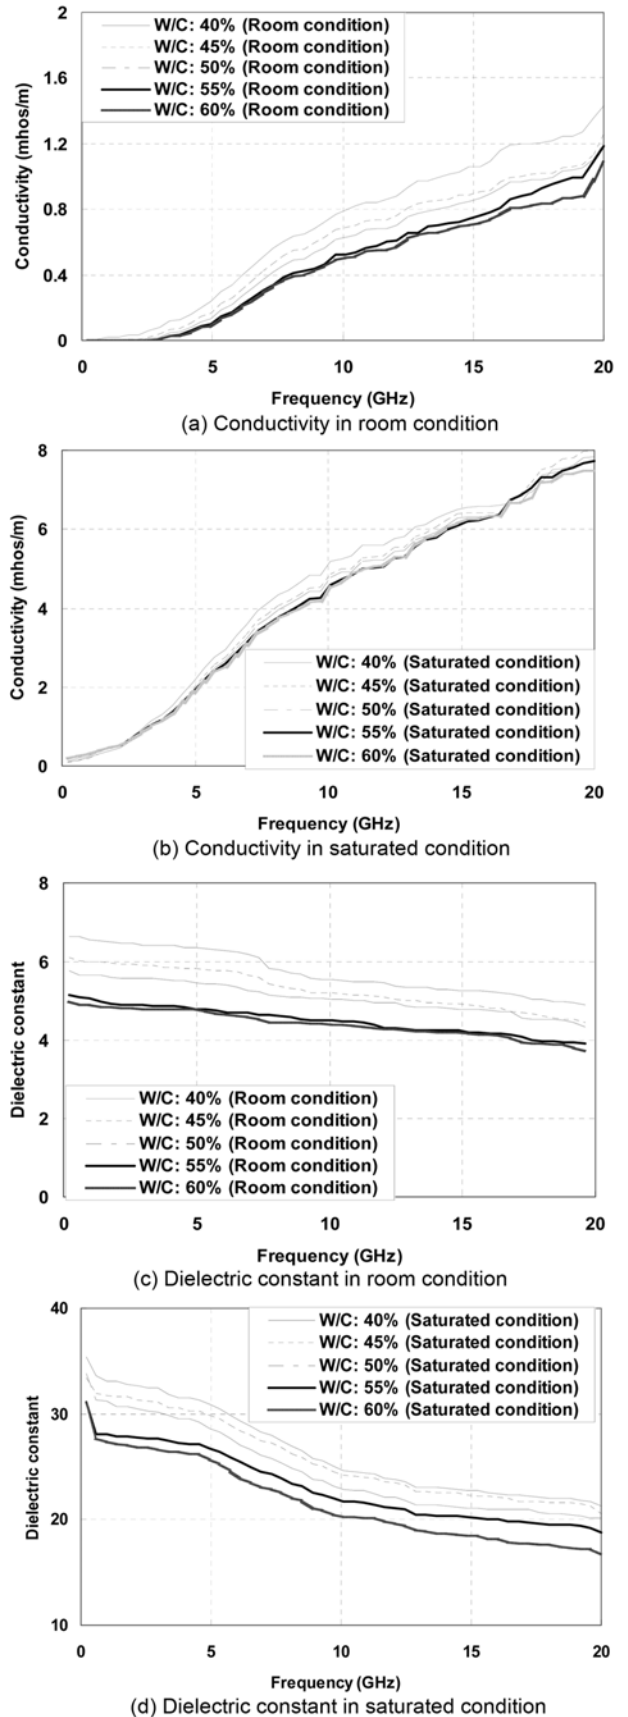 2
1.6
1.2
0.8
0.4
0
Conductivity (mhos/m)
W/C: 40% (Room condition)
W/C: 45% (Room condition)
W/C: 50% (Room condition)
W/C: 55% (Room condition)
W/C: 60% (Room condition)
0 5 10 15 20
Frequency (GHz)
(a) Conductivity in room condition
8
6
4
2
0
Conductivity (mhos/m)
W/C: 40% (Saturated condition)
W/C: 45% (Saturated condition)
W/C: 50% (Saturated condition)
W/C: 55% (Saturated condition)
W/C: 60% (Saturated condition)
0 5 10 15 20
Frequency (GHz)
(b) Conductivity in saturated condition
8
6
4
2
0
Dielectric constant
W/C: 40% (Room condition)
W/C: 45% (Room condition)
W/C: 50% (Room condition)
W/C: 55% (Room condition)
W/C: 60% (Room condition)
0 5 10 15 20
Frequency (GHz)
(c) Dielectric constant in room condition
40
30
20
10
Dielectric constant
W/C: 40% (Saturated condition)
W/C: 45% (Saturated condition)
W/C: 50% (Saturated condition)
W/C: 55% (Saturated condition)
W/C: 60% (Saturated condition)
0 5 10 15 20
Frequency (GHz)
(d) Dielectric constant in saturated condition